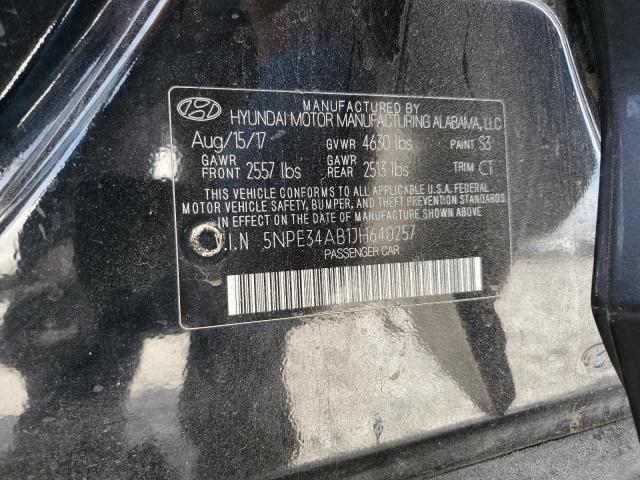 MANUFACTURED BY
HYUNDAI MOTOR MANUFACTURING ALABAMA, LLC
Aug/15/17 GVWR 4630 lbs PAINT S3
GAWR FRONT 2557 lbs GAWR REAR 2513 lbs TRIM CT
THIS VEHICLE CONFORMS TO ALL APPLICABLE U.S.A. FEDERAL
MOTOR VEHICLE SAFETY, BUMPER, AND THEFT PREVENTION STANDARDS
IN EFFECT ON THE DATE OF MANUFACTURE SHOWN ABOVE.
V.I.N 5NPE34AB1JH640257
PASSENGER CAR